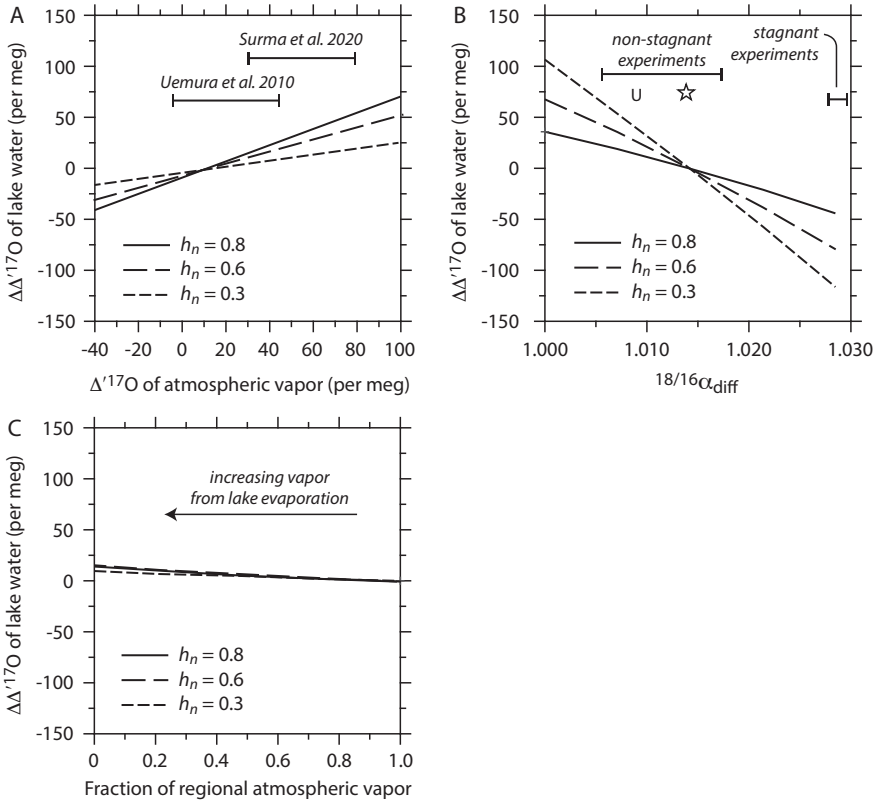 A
ΔΔ′17O of lake water (per meg)
150
100
50
0
-50
-100
-150
Surma et al. 2020
Uemura et al. 2010
hn = 0.8
hn = 0.6
hn = 0.3
-40 -20 0 20 40 60 80 100
Δ′17O of atmospheric vapor (per meg)
B
ΔΔ′17O of lake water (per meg)
150
100
50
0
-50
-100
-150
non-stagnant
experiments
stagnant
experiments
U
hn = 0.8
hn = 0.6
hn = 0.3
1.000 1.010 1.020 1.030
18/16αdiff
C
ΔΔ′17O of lake water (per meg)
150
100
50
0
-50
-100
-150
increasing vapor
from lake evaporation
hn = 0.8
hn = 0.6
hn = 0.3
0 0.2 0.4 0.6 0.8 1.0
Fraction of regional atmospheric vapor